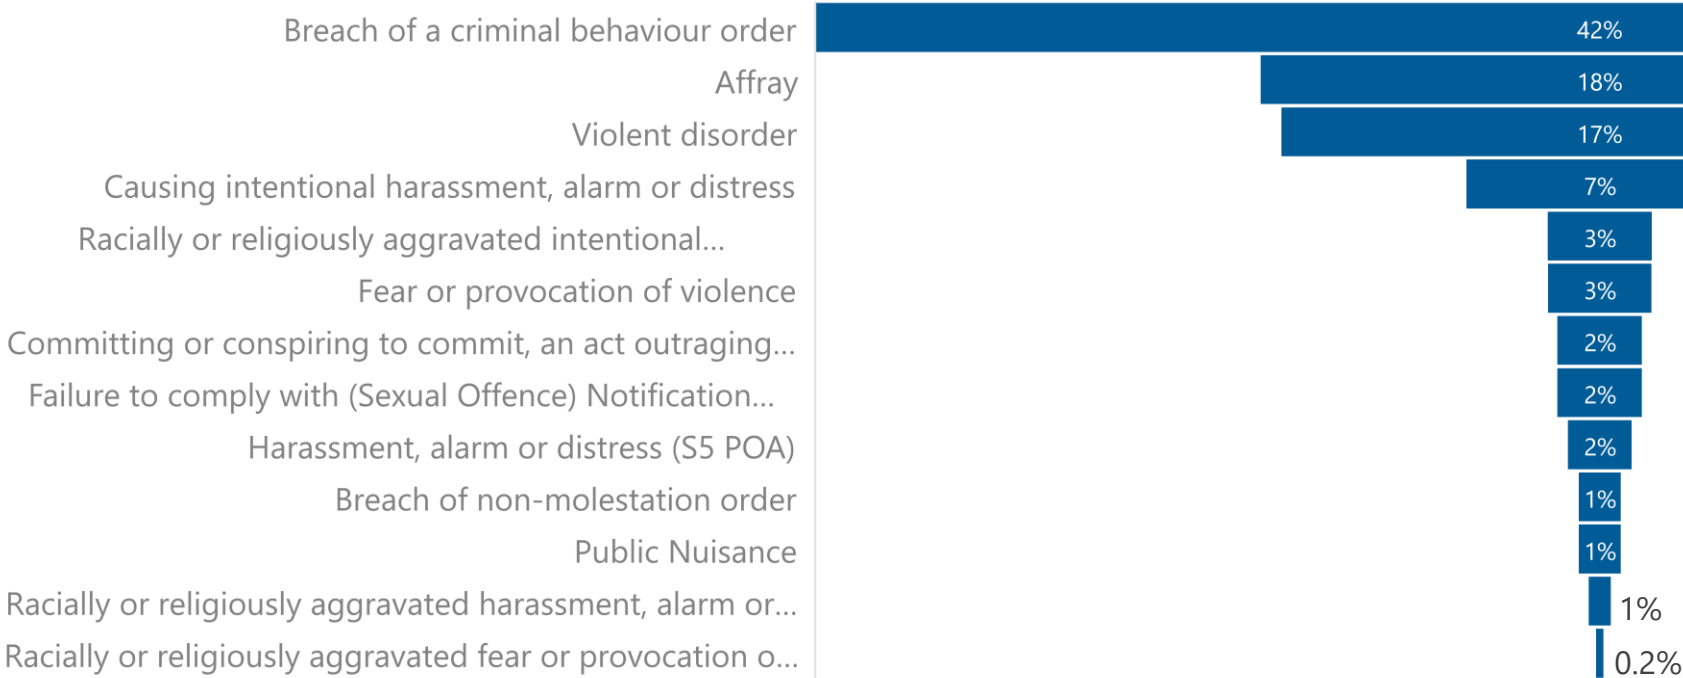 Breach of a criminal behaviour order 42%
Affray 18%
Violent disorder 17%
Causing intentional harassment, alarm or distress 7%
Racially or religiously aggravated intentional... 3%
Fear or provocation of violence 3%
Committing or conspiring to commit, an act outraging... 2%
Failure to comply with (Sexual Offence) Notification... 2%
Harassment, alarm or distress (S5 POA) 2%
Breach of non-molestation order 1%
Public Nuisance 1%
Racially or religiously aggravated harassment, alarm or... 1%
Racially or religiously aggravated fear or provocation o... 0.2%